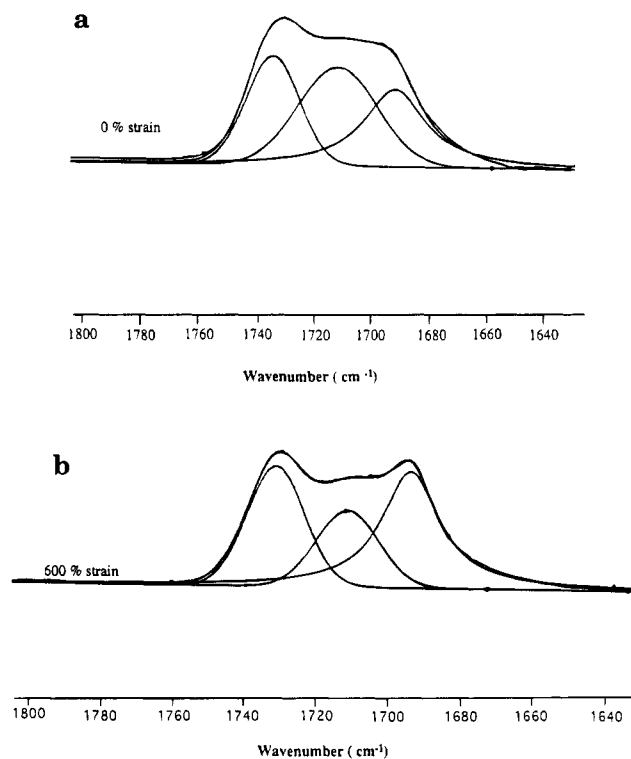 a
0 % strain
1800 1780 1760 1740 1720 1700 1680 1660 1640
Wavenumber ( cm -1)
b
600 % strain
1800 1780 1760 1740 1720 1700 1680 1660 1640
Wavenumber ( cm-1)